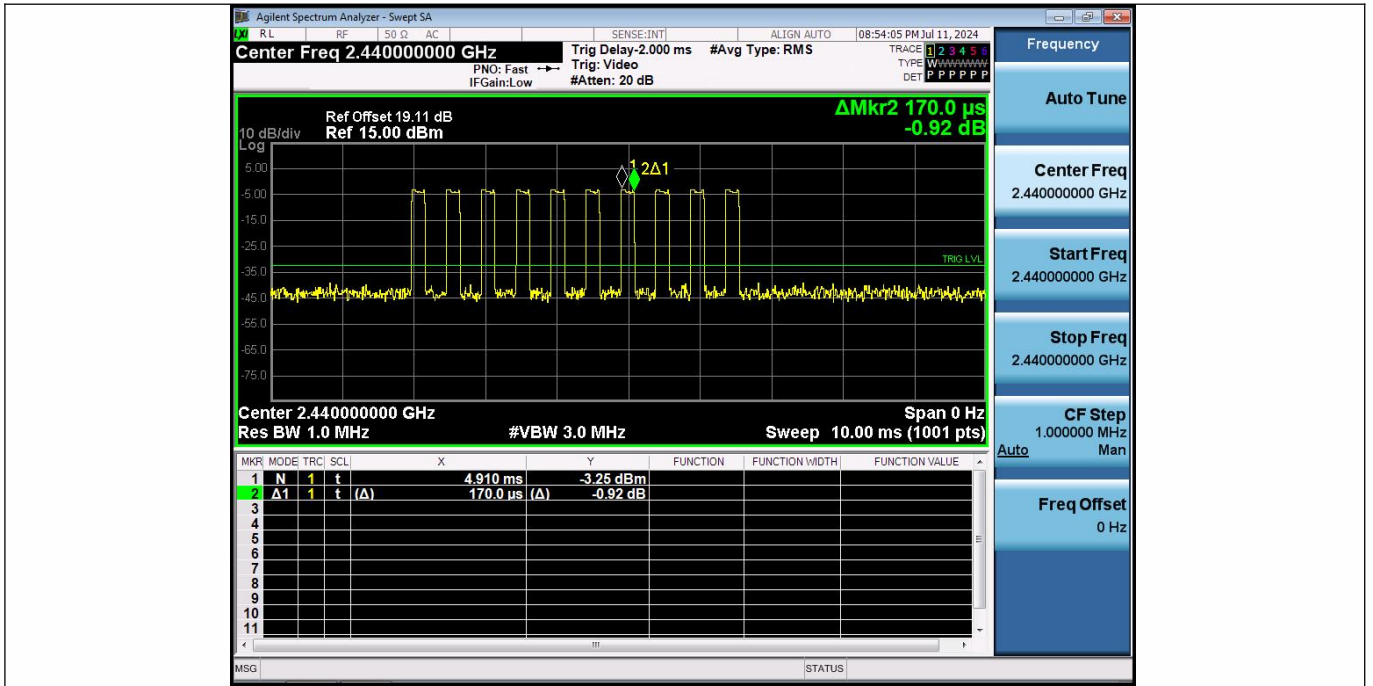 Agilent Spectrum Analyzer - Swept SA
LXI RL RF 50 Ω AC SENSE:INT ALIGN AUTO 08:54:05 PM Jul 11, 2024
Center Freq 2.440000000 GHz
PNO: Fast
IFGain:Low
Trig Delay-2.000 ms
Trig: Video
#Atten: 20 dB
#Avg Type: RMS
TRACE 1 2 3 4 5 6
TYPE WWWWWW
DET P P P P P P
ΔMkr2 170.0 µs
-0.92 dB
Ref Offset 19.11 dB
10 dB/div Ref 15.00 dBm
Log
5.00
-5.00
-15.0
-25.0
-35.0
-45.0
-55.0
-65.0
-75.0
1 2Δ1
TRIG LVL
Center 2.440000000 GHz Span 0 Hz
Res BW 1.0 MHz #VBW 3.0 MHz Sweep 10.00 ms (1001 pts)
MKR MODE TRC SCL X Y FUNCTION FUNCTION WIDTH FUNCTION VALUE
1 N 1 t 4.910 ms -3.25 dBm
2 Δ1 1 t (Δ) 170.0 µs (Δ) -0.92 dB
3
4
5
6
7
8
9
10
11
MSG STATUS
Frequency
Auto Tune
Center Freq
2.440000000 GHz
Start Freq
2.440000000 GHz
Stop Freq
2.440000000 GHz
CF Step
1.000000 MHz
Auto Man
Freq Offset
0 Hz